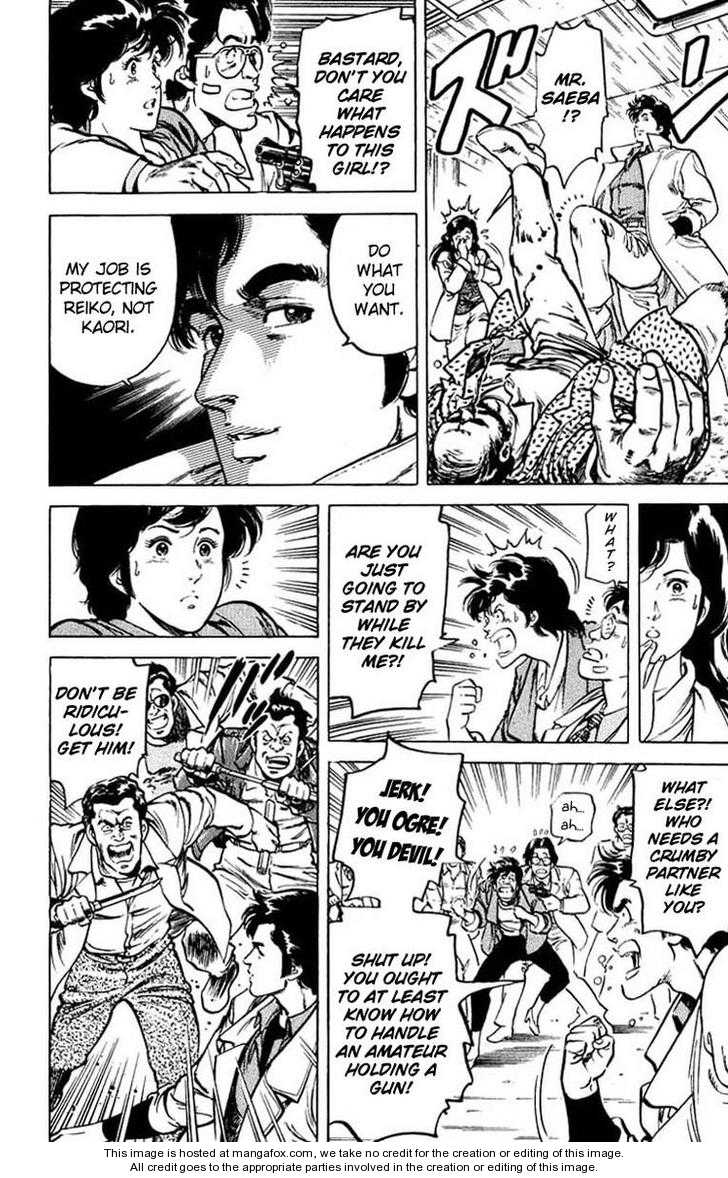 MR.
SAEBA
!?
ズン
BASTARD,
DON'T YOU
CARE
WHAT
HAPPENS
TO THIS
GIRL!?
DO
WHAT
YOU
WANT.
MY JOB IS
PROTECTING
REIKO, NOT
KAORI.
WHAT?
ARE YOU
JUST
GOING TO
STAND BY
WHILE
THEY KILL
ME?!
WHAT
ELSE?!
WHO
NEEDS A
CRUMBY
PARTNER
LIKE
YOU?
ah...
ah...
JERK!
YOU OGRE!
YOU DEVIL!
SHUT UP!
YOU OUGHT
TO AT LEAST
KNOW HOW
TO HANDLE
AN AMATEUR
HOLDING A
GUN!
DON'T BE
RIDICU-
LOUS!
GET HIM!
This image is hosted at mangafox.com, we take no credit for the creation or editing of this image.
All credit goes to the appropriate parties involved in the creation or editing of this image.